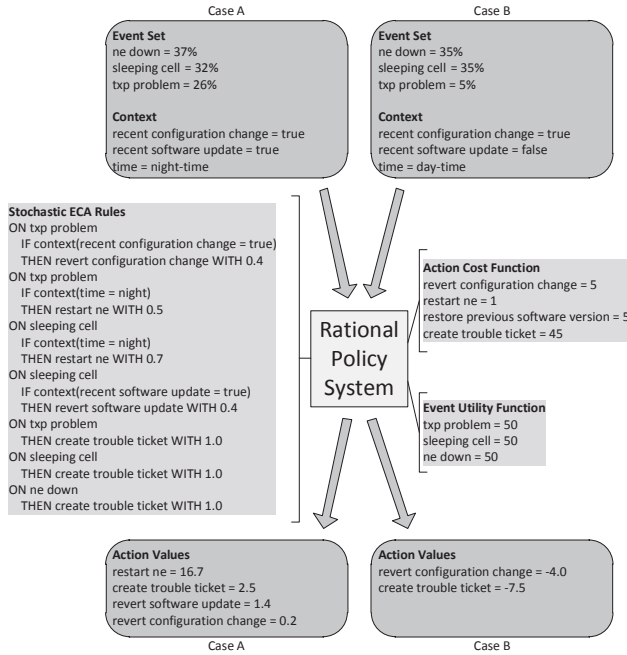 Case A
Event Set
ne down = 37%
sleeping cell = 32%
txp problem = 26%
Context
recent configuration change = true
recent software update = true
time = night-time
Case B
Event Set
ne down = 35%
sleeping cell = 35%
txp problem = 5%
Context
recent configuration change = true
recent software update = false
time = day-time
Stochastic ECA Rules
ON txp problem
IF context(recent configuration change = true)
THEN revert configuration change WITH 0.4
ON txp problem
IF context(time = night)
THEN restart ne WITH 0.5
ON sleeping cell
IF context(time = night)
THEN restart ne WITH 0.7
ON sleeping cell
IF context(recent software update = true)
THEN revert software update WITH 0.4
ON txp problem
THEN create trouble ticket WITH 1.0
ON sleeping cell
THEN create trouble ticket WITH 1.0
ON ne down
THEN create trouble ticket WITH 1.0
Rational
Policy
System
Action Cost Function
revert configuration change = 5
restart ne = 1
restore previous software version = 5
create trouble ticket = 45
Event Utility Function
txp problem = 50
sleeping cell = 50
ne down = 50
Action Values
restart ne = 16.7
create trouble ticket = 2.5
revert software update = 1.4
revert configuration change = 0.2
Case A
Action Values
revert configuration change = -4.0
create trouble ticket = -7.5
Case B